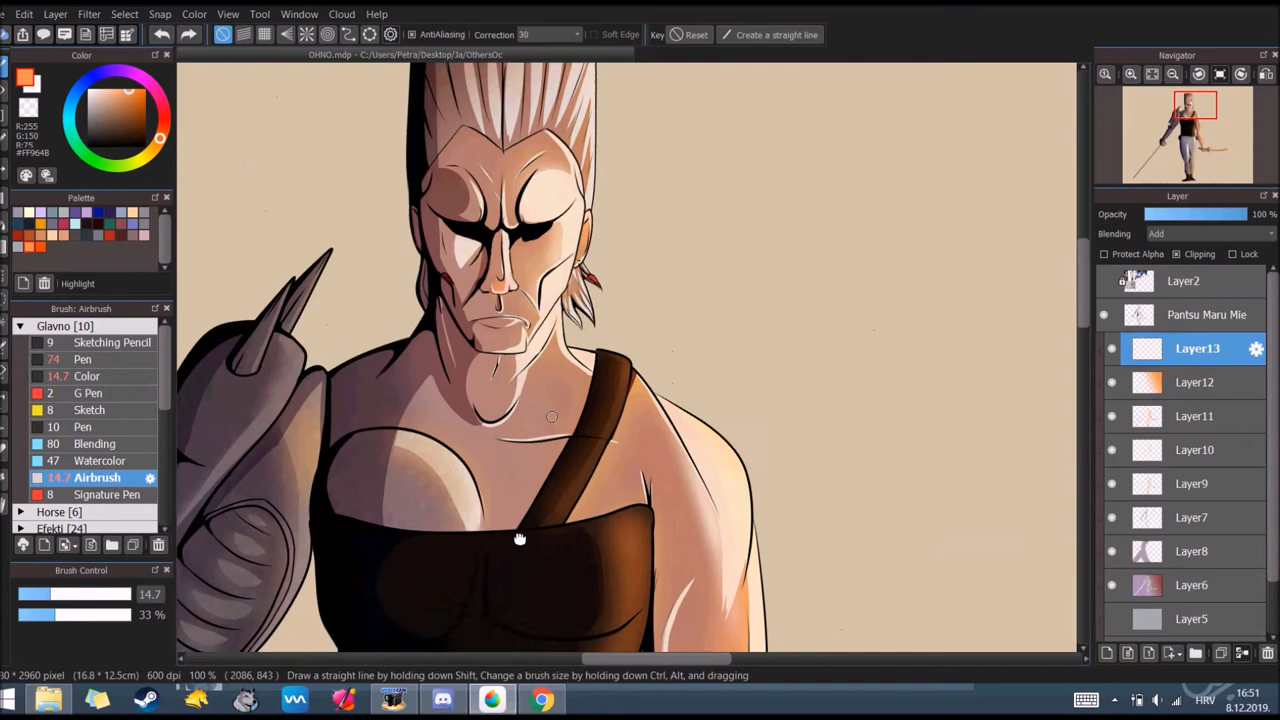 Edit Layer Filter Select Snap Color View Tool Window Cloud Help
AntiAliasing Correction 30 Soft Edge Key Reset Create a straight line
Color
OHNO.mdp - C:/Users/Petra/Desktop/Ja/OthersOc
Navigator
R:255
G:150
B:75
#FF964B
Palette
Highlight
Brush: Airbrush
Glavno [10]
9 Sketching Pencil
74 Pen
14.7 Color
2 G Pen
8 Sketch
10 Pen
80 Blending
47 Watercolor
14.7 Airbrush
8 Signature Pen
Horse [6]
Efekti [24]
Brush Control
14.7
33 %
Layer
Opacity 100 %
Blending Add
Protect Alpha Clipping Lock
Layer2
Pantsu Maru Mie
Layer13
Layer12
Layer11
Layer10
Layer9
Layer7
Layer8
Layer6
Layer5
2960 pixel (16.8 * 12.5cm) 600 dpi 100 % (2086, 843) Draw a straight line by holding down Shift, Change a brush size by holding down Ctrl, Alt, and dragging
HRV
16:51
8.12.2019.